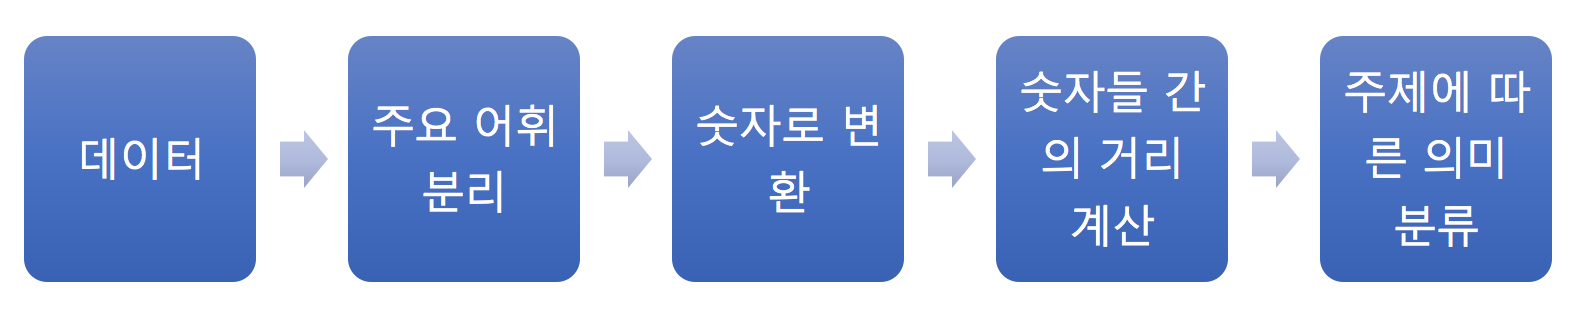 데이터
주요 어휘
분리
숫자로 변
환
숫자들 간
의 거리
계산
주제에 따
른 의미
분류